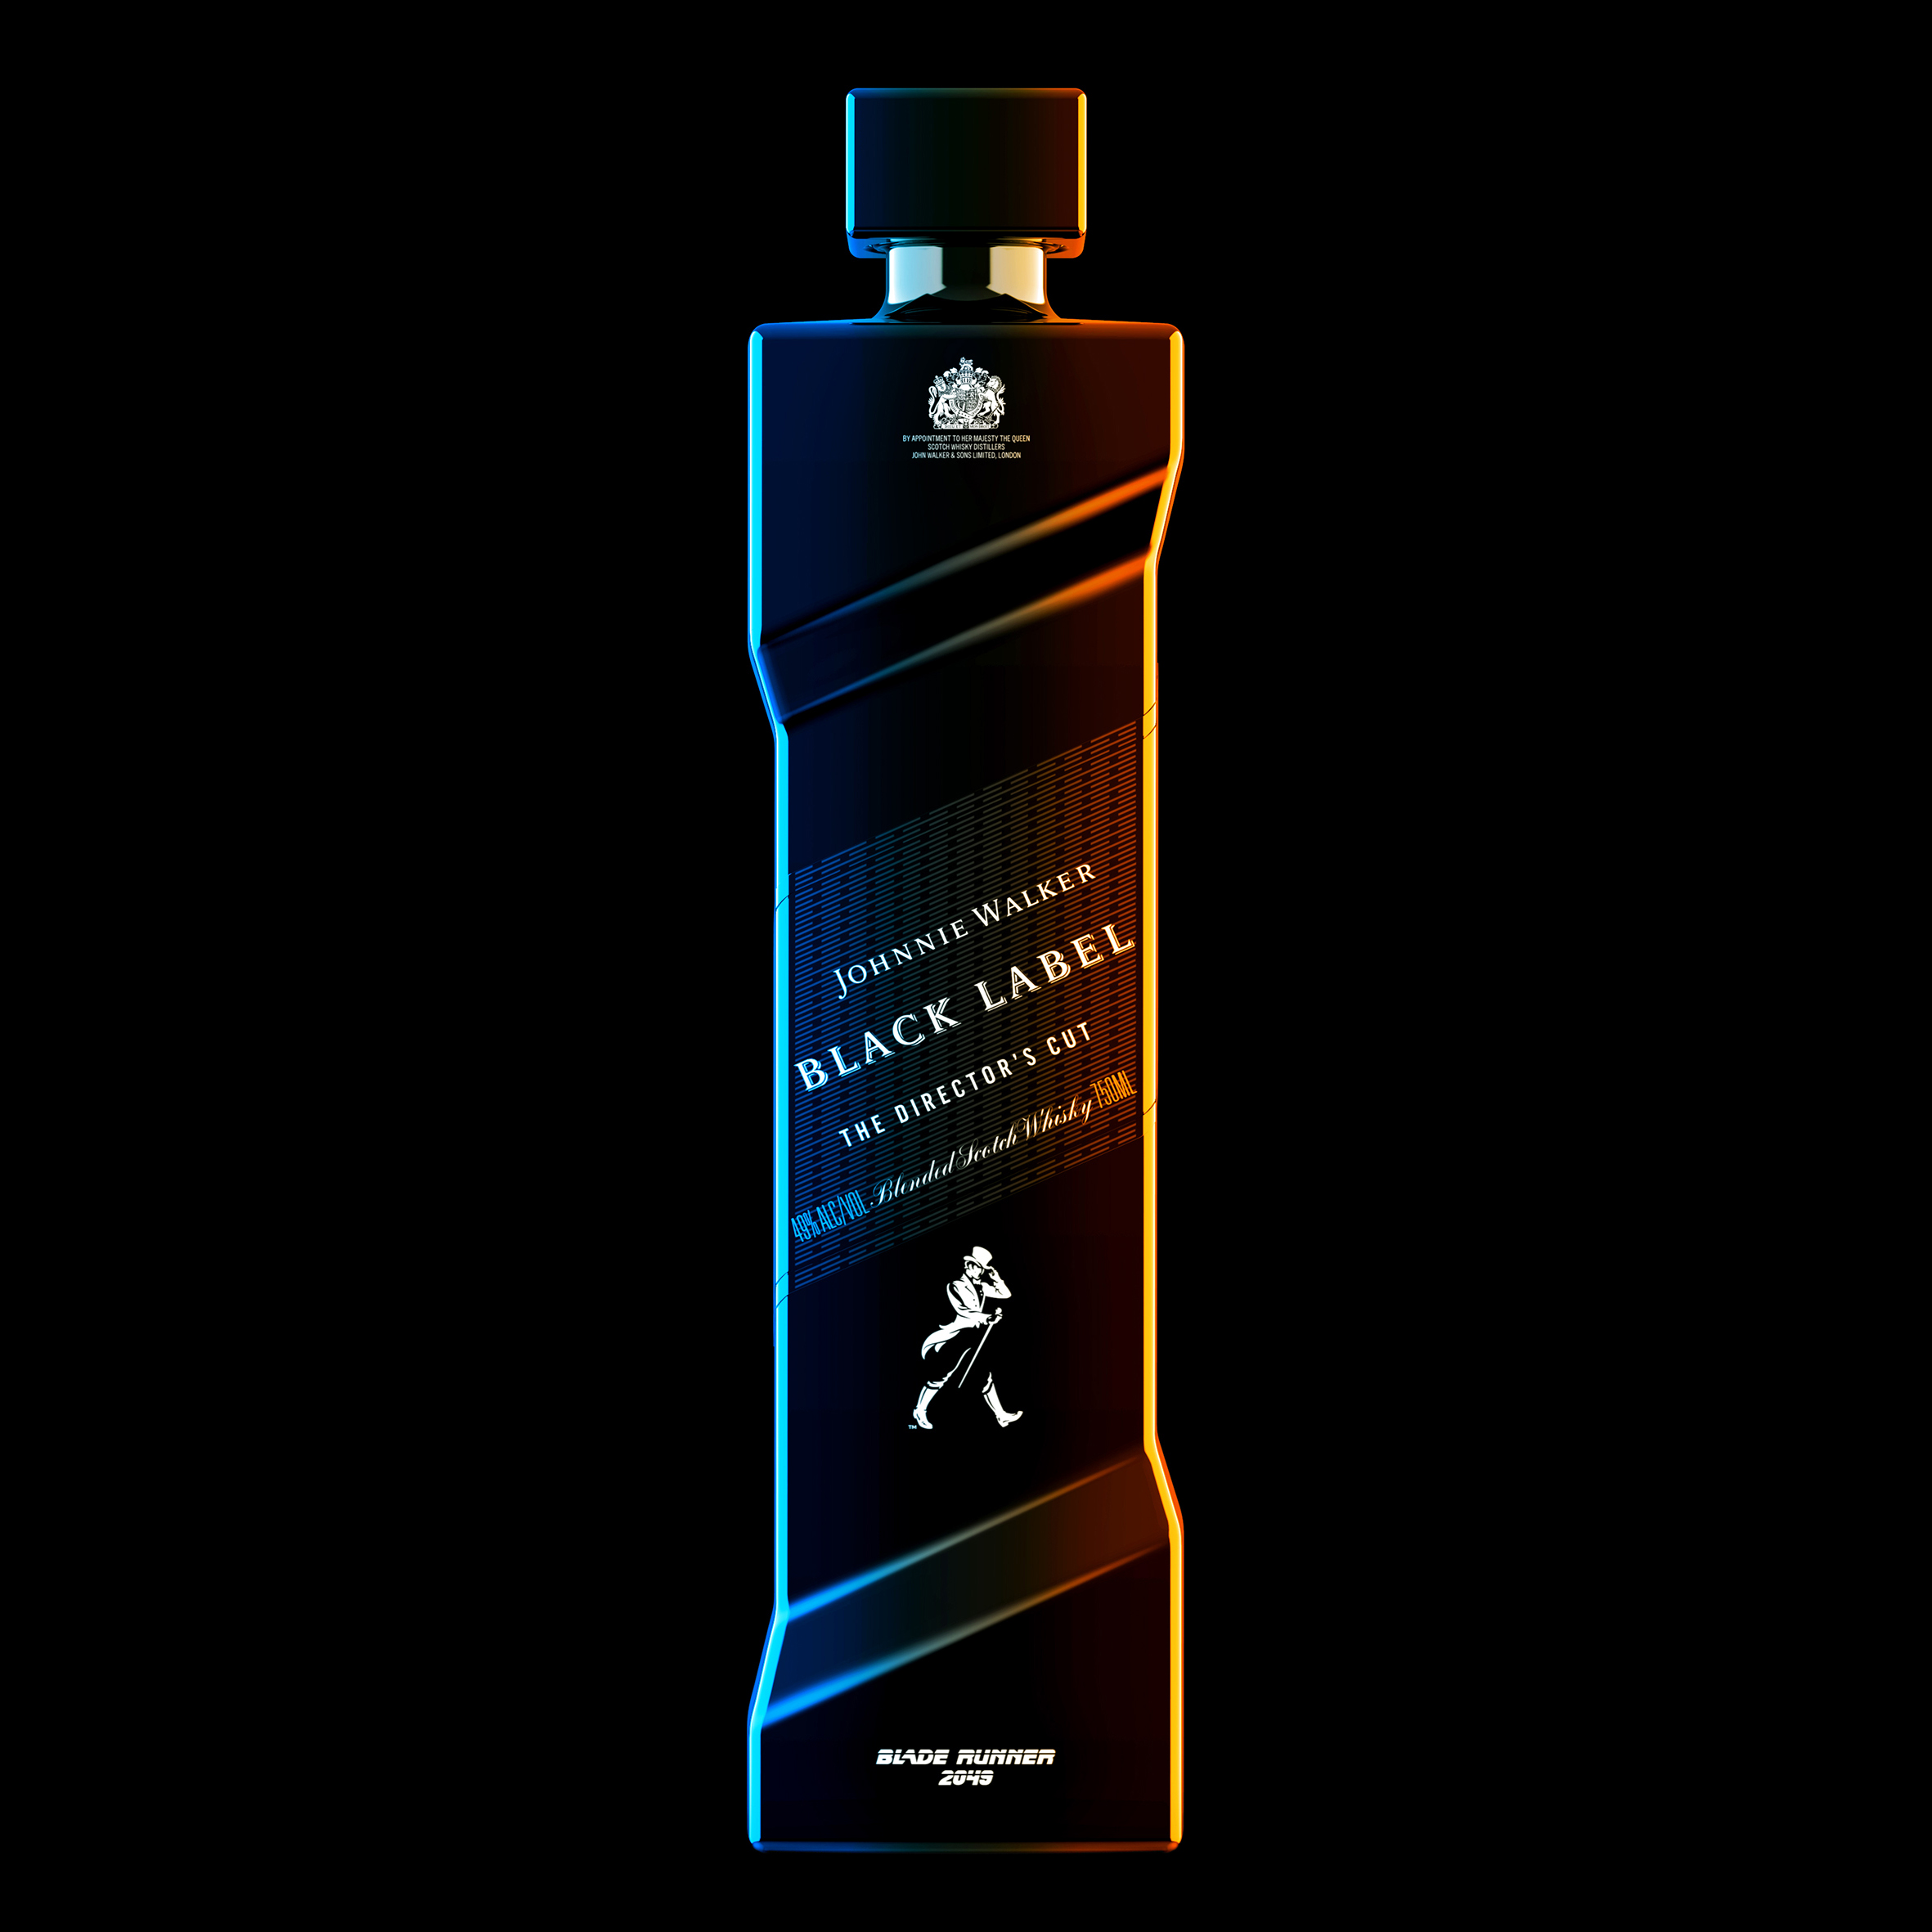 BY APPOINTMENT TO HER MAJESTY THE QUEEN
SCOTCH WHISKY DISTILLERS
JOHN WALKER & SONS LIMITED, LONDON
JOHNNIE WALKER
BLACK LABEL
THE DIRECTOR'S CUT
49% ALC/VOL Blended Scotch Whisky 750ML
TM
BLADE RUNNER
2049